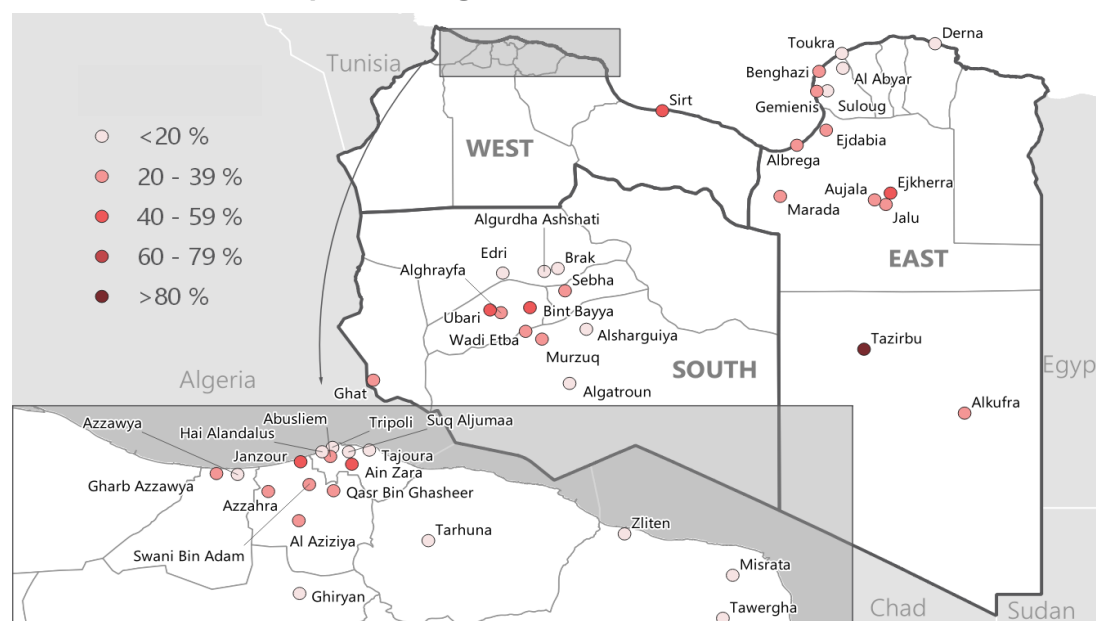 Derna
Toukra
Tunisia
Benghazi
Al Abyar
Sirt
Gemienis
Suloug
<20 %
Ejdabia
WEST
Albrega
20 - 39 %
Aujala
Ejkherra
Marada
Jalu
40 - 59 %
Algurdha Ashshati
Edri
Brak
EAST
60 - 79 %
Alghrayfa
Sebha
>80 %
Ubari
Bint Bayya
Wadi Etba
Alsharguiya
Tazirbu
Murzuq
SOUTH
Egyp
Algeria
Ghat
Algatroun
Alkufra
Azzawya
Abusliem
Tripoli
Suq Aljumaa
Hai Alandalus
Janzour
Tajoura
Ain Zara
Gharb Azzawya
Qasr Bin Ghasheer
Azzahra
Zliten
Tarhuna
Al Aziziya
Swani Bin Adam
Misrata
Ghiryan
Tawergha
Chad
Sudan